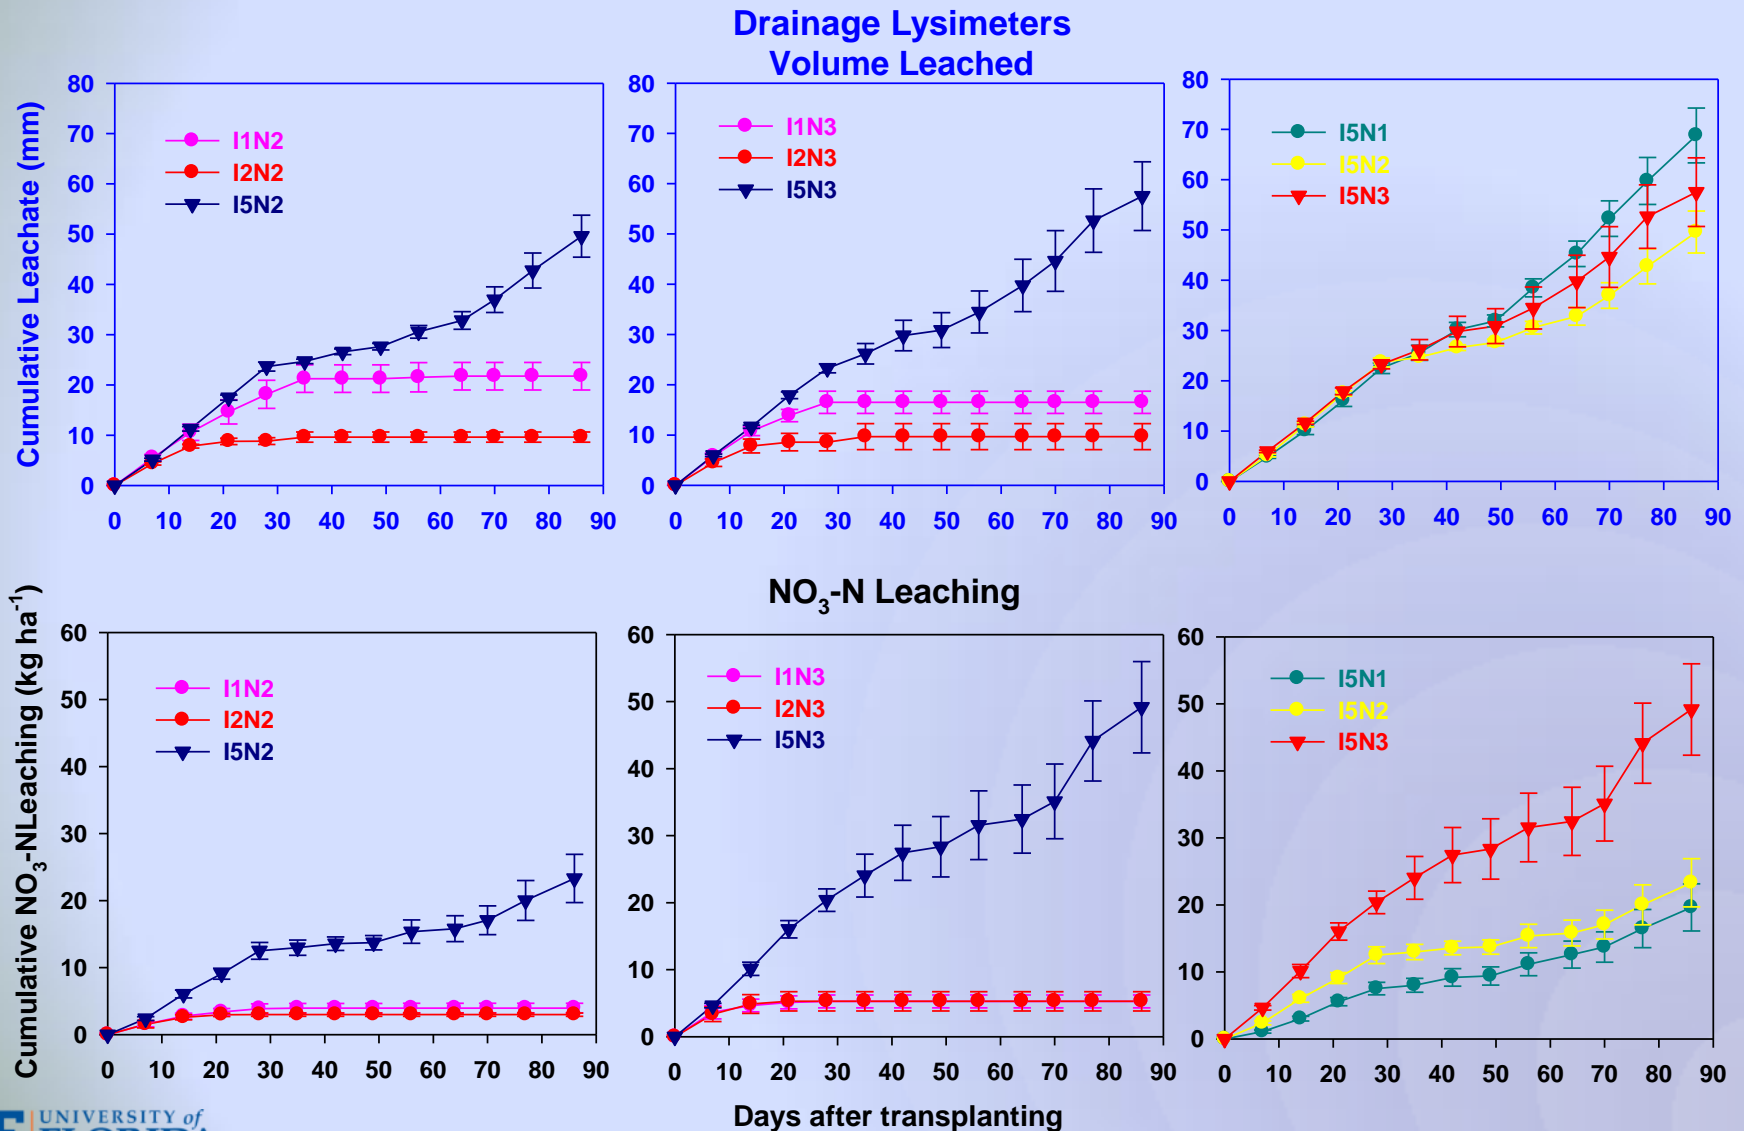 Drainage Lysimeters
Volume Leached
Cumulative Leachate (mm)
80
70
60
50
40
30
20
10
0
I1N2
I2N2
I5N2
0 10 20 30 40 50 60 70 80 90
80
70
60
50
40
30
20
10
0
I1N3
I2N3
I5N3
0 10 20 30 40 50 60 70 80 90
80
70
60
50
40
30
20
10
0
I5N1
I5N2
I5N3
0 10 20 30 40 50 60 70 80 90
NO3-N Leaching
Cumulative NO3-NLeaching (kg ha-1)
60
50
40
30
20
10
0
I1N2
I2N2
I5N2
0 10 20 30 40 50 60 70 80 90
60
50
40
30
20
10
0
I1N3
I2N3
I5N3
0 10 20 30 40 50 60 70 80 90
60
50
40
30
20
10
0
I5N1
I5N2
I5N3
0 10 20 30 40 50 60 70 80 90
Days after transplanting
UNIVERSITY of
FLORIDA